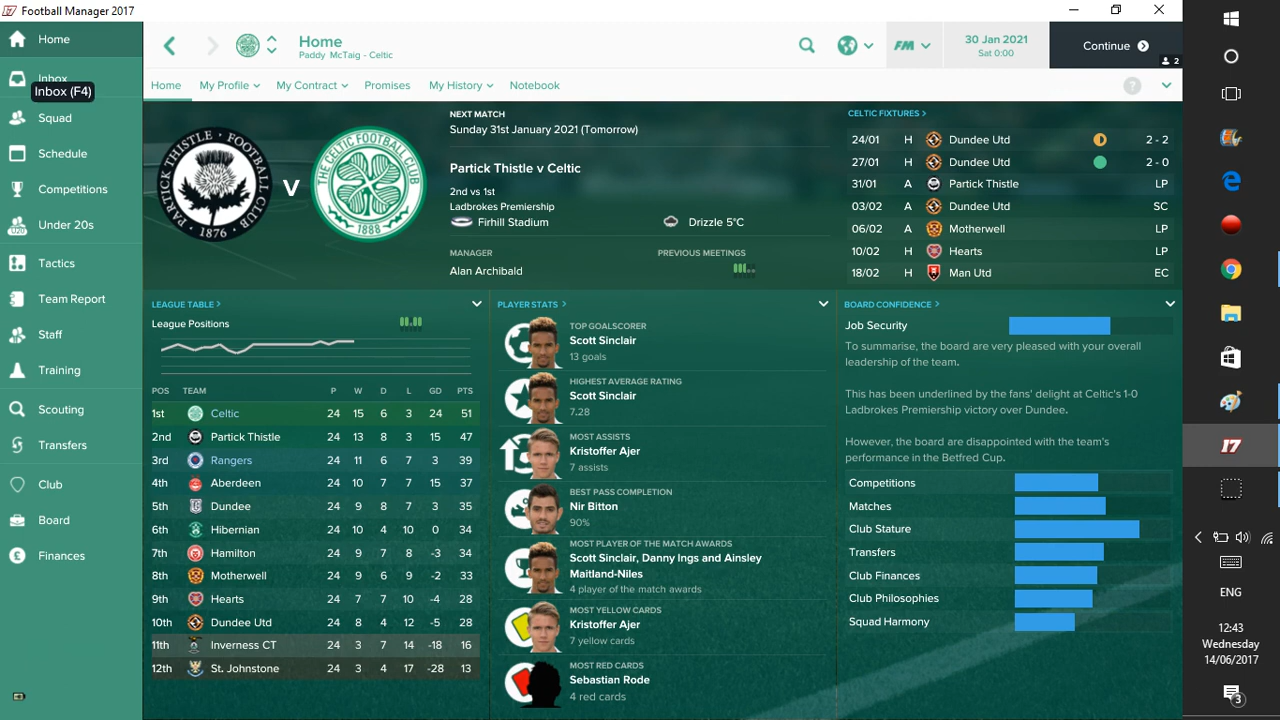 Football Manager 2017
Home
Inbox
Inbox (F4)
Squad
Schedule
Competitions
Under 20s
Tactics
Team Report
Staff
Training
Scouting
Transfers
Club
Board
Finances
Home
Paddy McTaig - Celtic
FM
30 Jan 2021
Sat 0:00
Continue
2
Home My Profile My Contract Promises My History Notebook
?
PARTICK THISTLE · FOOTBALL CLUB
1876
V
THE CELTIC FOOTBALL CLUB
1888
NEXT MATCH
Sunday 31st January 2021 (Tomorrow)
Partick Thistle v Celtic
2nd vs 1st
Ladbrokes Premiership
Firhill Stadium Drizzle 5°C
MANAGER PREVIOUS MEETINGS
Alan Archibald
CELTIC FIXTURES >
24/01 H Dundee Utd 2 - 2
27/01 H Dundee Utd 2 - 0
31/01 A Partick Thistle LP
03/02 A Dundee Utd SC
06/02 A Motherwell LP
10/02 H Hearts LP
18/02 H Man Utd EC
LEAGUE TABLE >
League Positions
POS TEAM P W D L GD PTS
1st Celtic 24 15 6 3 24 51
2nd Partick Thistle 24 13 8 3 15 47
3rd Rangers 24 11 6 7 3 39
4th Aberdeen 24 10 7 7 15 37
5th Dundee 24 9 8 7 3 35
6th Hibernian 24 10 4 10 0 34
7th Hamilton 24 9 7 8 -3 34
8th Motherwell 24 9 6 9 -2 33
9th Hearts 24 7 7 10 -4 28
10th Dundee Utd 24 8 4 12 -5 28
11th Inverness CT 24 3 7 14 -18 16
12th St. Johnstone 24 3 4 17 -28 13
PLAYER STATS >
TOP GOALSCORER
Scott Sinclair
13 goals
HIGHEST AVERAGE RATING
Scott Sinclair
7.28
MOST ASSISTS
Kristoffer Ajer
7 assists
BEST PASS COMPLETION
Nir Bitton
90%
MOST PLAYER OF THE MATCH AWARDS
Scott Sinclair, Danny Ings and Ainsley
Maitland-Niles
4 player of the match awards
MOST YELLOW CARDS
Kristoffer Ajer
7 yellow cards
MOST RED CARDS
Sebastian Rode
4 red cards
BOARD CONFIDENCE >
Job Security
To summarise, the board are very pleased with your overall
leadership of the team.
This has been underlined by the fans' delight at Celtic's 1-0
Ladbrokes Premiership victory over Dundee.
However, the board are disappointed with the team's
performance in the Betfred Cup.
Competitions
Matches
Club Stature
Transfers
Club Finances
Club Philosophies
Squad Harmony
17
ENG
12:43
Wednesday
14/06/2017
3